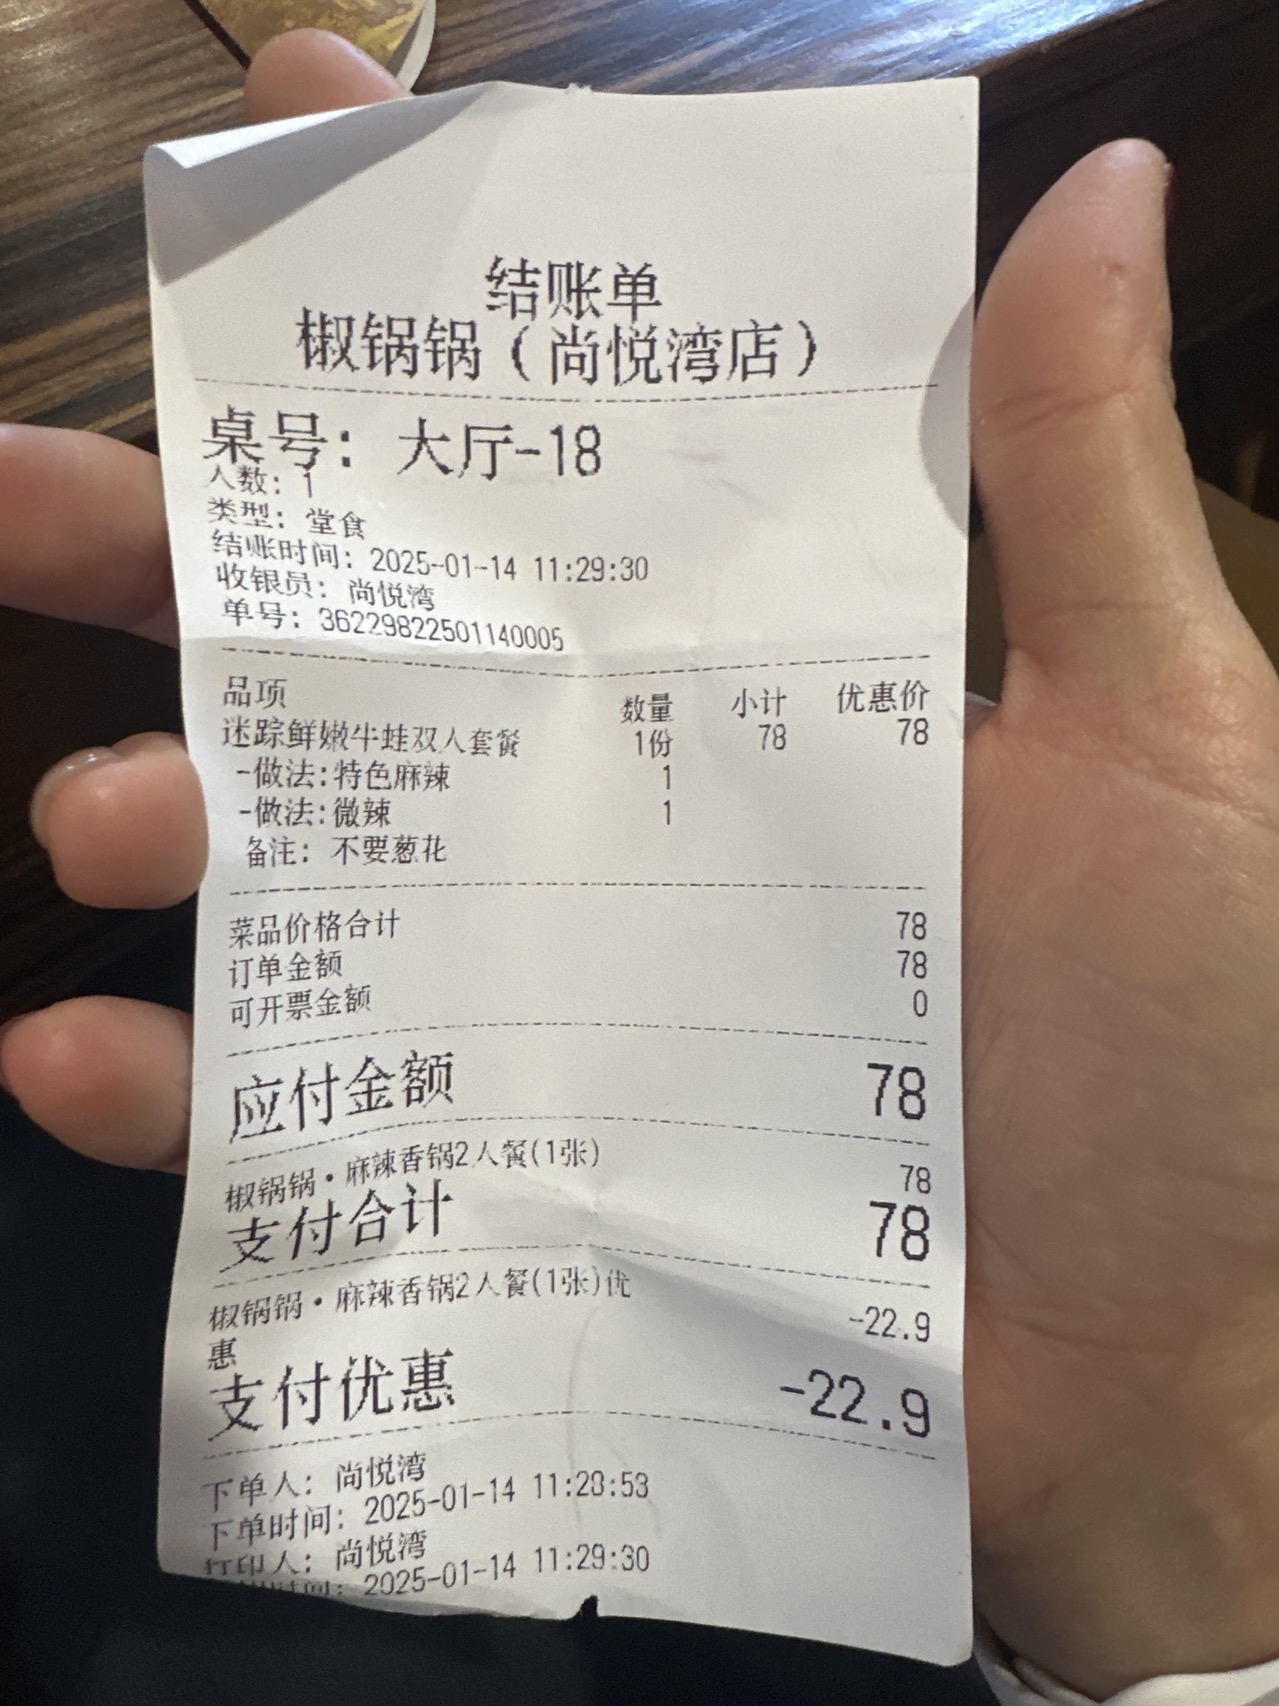 结账单
椒锅锅（尚悦湾店）
桌号：大厅-18
人数：1
类型：堂食
结账时间：2025-01-14 11:29:30
收银员：尚悦湾
单号：36229822501140005
品项 数量 小计 优惠价
迷踪鲜嫩牛蛙双人套餐 1份 78 78
-做法:特色麻辣 1
-做法:微辣 1
备注：不要葱花
菜品价格合计 78
订单金额 78
可开票金额 0
应付金额 78
椒锅锅·麻辣香锅2人餐(1张) 78
支付合计 78
椒锅锅·麻辣香锅2人餐(1张)优 -22.9
惠
支付优惠 -22.9
下单人：尚悦湾
下单时间：2025-01-14 11:28:53
打印人：尚悦湾
时间：2025-01-14 11:29:30